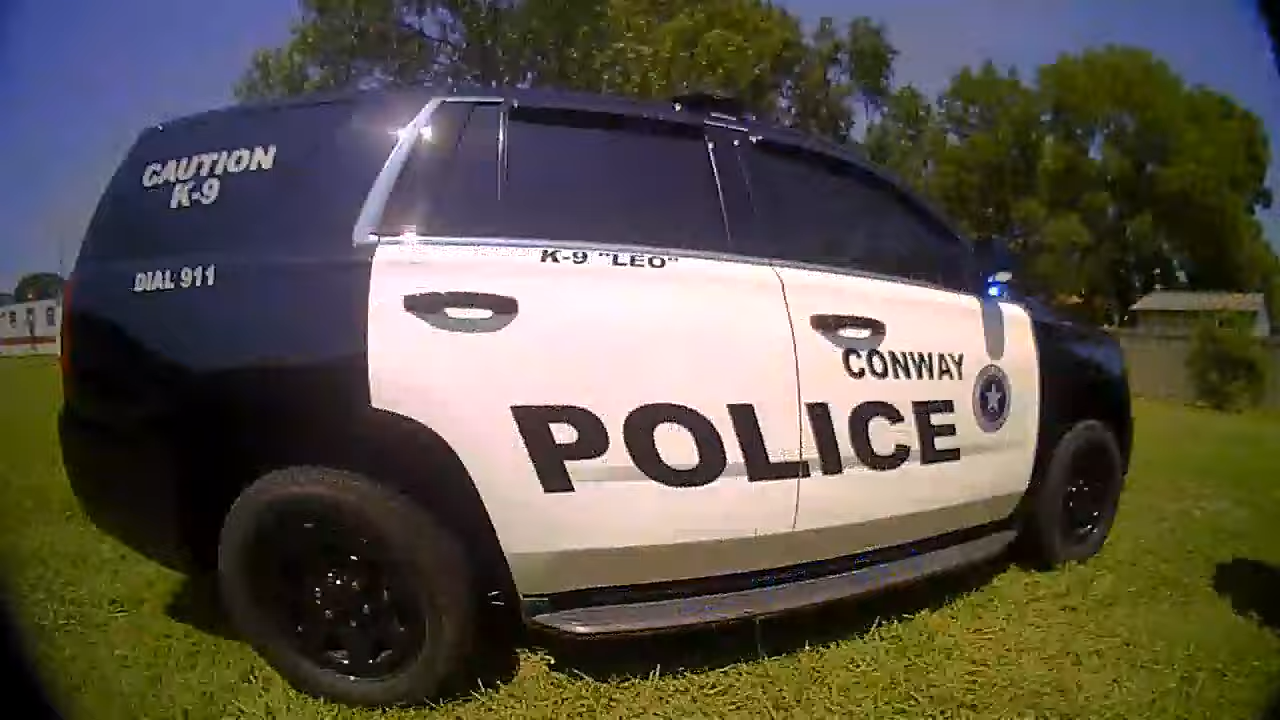 CAUTION
K-9
DIAL 911
K-9 "LEO"
CONWAY
POLICE